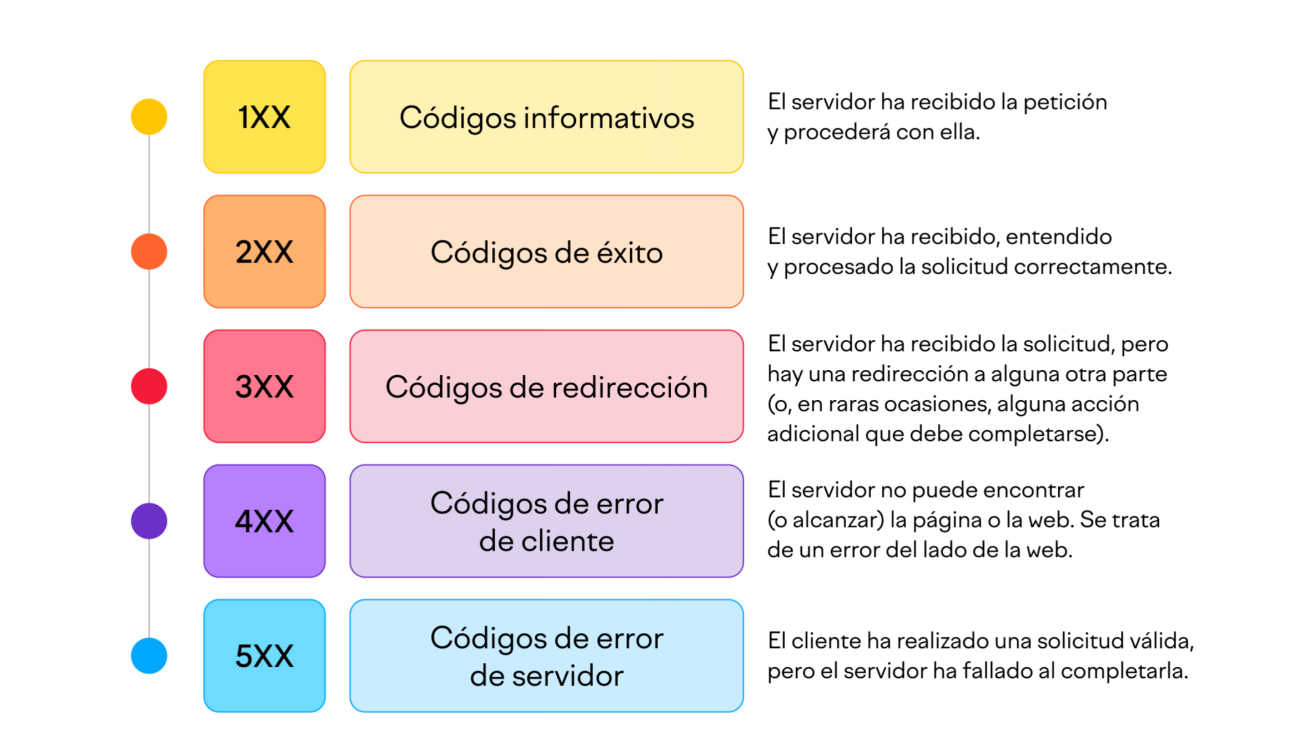 1XX
Códigos informativos
El servidor ha recibido la petición
y procederá con ella.
2XX
Códigos de éxito
El servidor ha recibido, entendido
y procesado la solicitud correctamente.
3XX
Códigos de redirección
El servidor ha recibido la solicitud, pero
hay una redirección a alguna otra parte
(o, en raras ocasiones, alguna acción
adicional que debe completarse).
4XX
Códigos de error
de cliente
El servidor no puede encontrar
(o alcanzar) la página o la web. Se trata
de un error del lado de la web.
5XX
Códigos de error
de servidor
El cliente ha realizado una solicitud válida,
pero el servidor ha fallado al completarla.